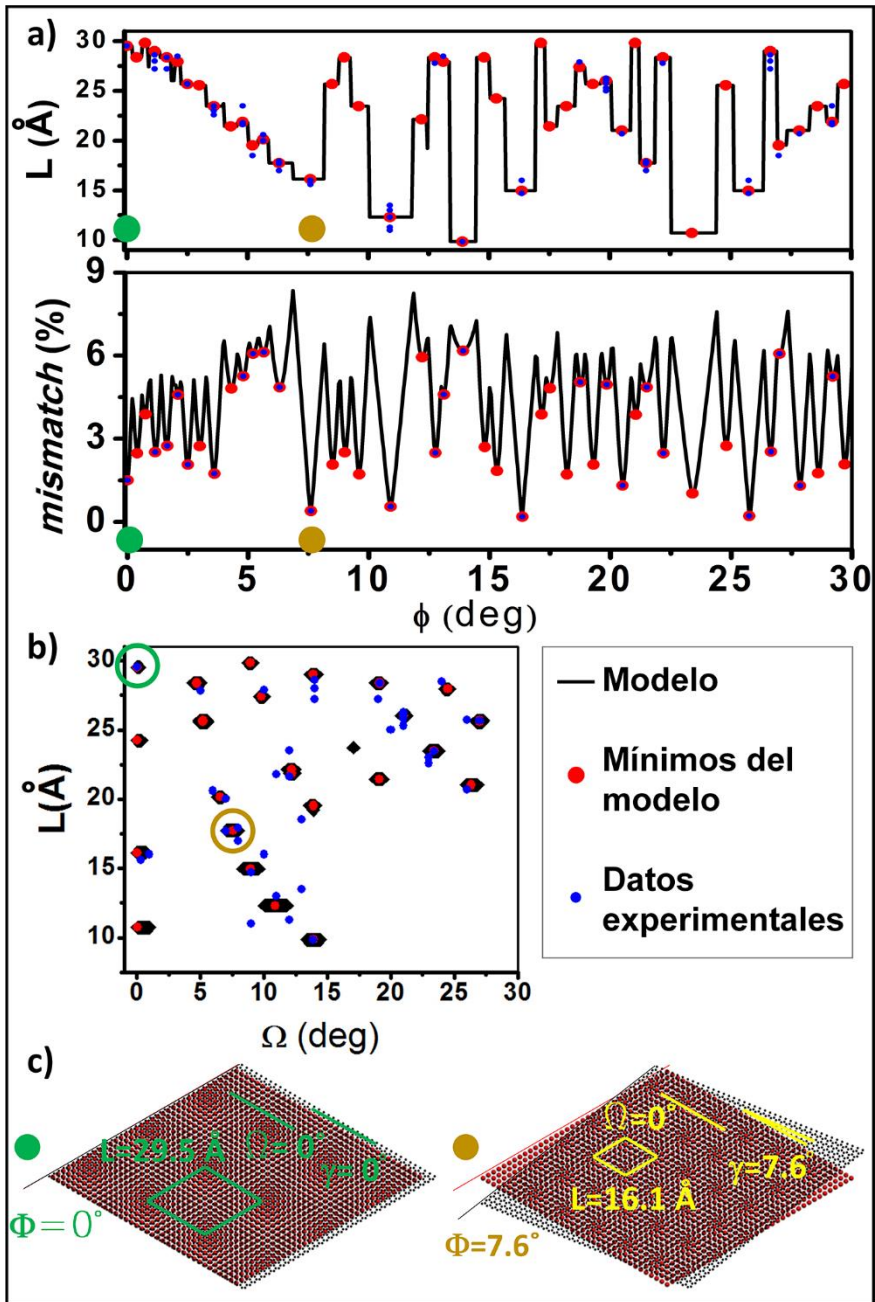 a)
30
25
20
15
10
L (Å)
9
6
3
0
mismatch (%)
0 5 10 15 20 25 30
ϕ (deg)
b)
30
25
20
15
10
L(Å)
0 5 10 15 20 25 30
Ω (deg)
Modelo
Mínimos del
modelo
Datos
experimentales
c)
L=29.5 Å
Ω=0°
γ=0°
Φ=0°
Ω=0°
γ=7.6°
L=16.1 Å
Φ=7.6°